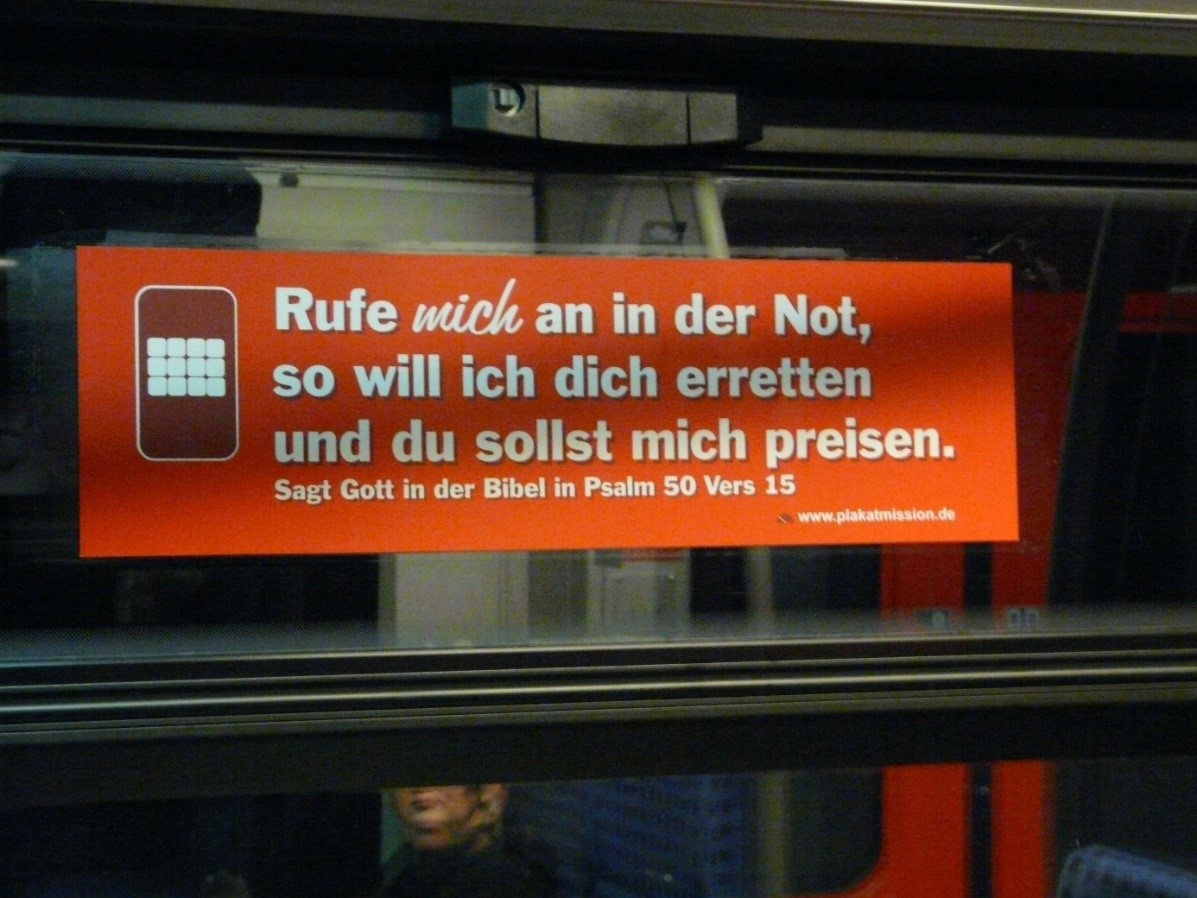 Rufe mich an in der Not,
so will ich dich erretten
und du sollst mich preisen.
Sagt Gott in der Bibel in Psalm 50 Vers 15
www.plakatmission.de